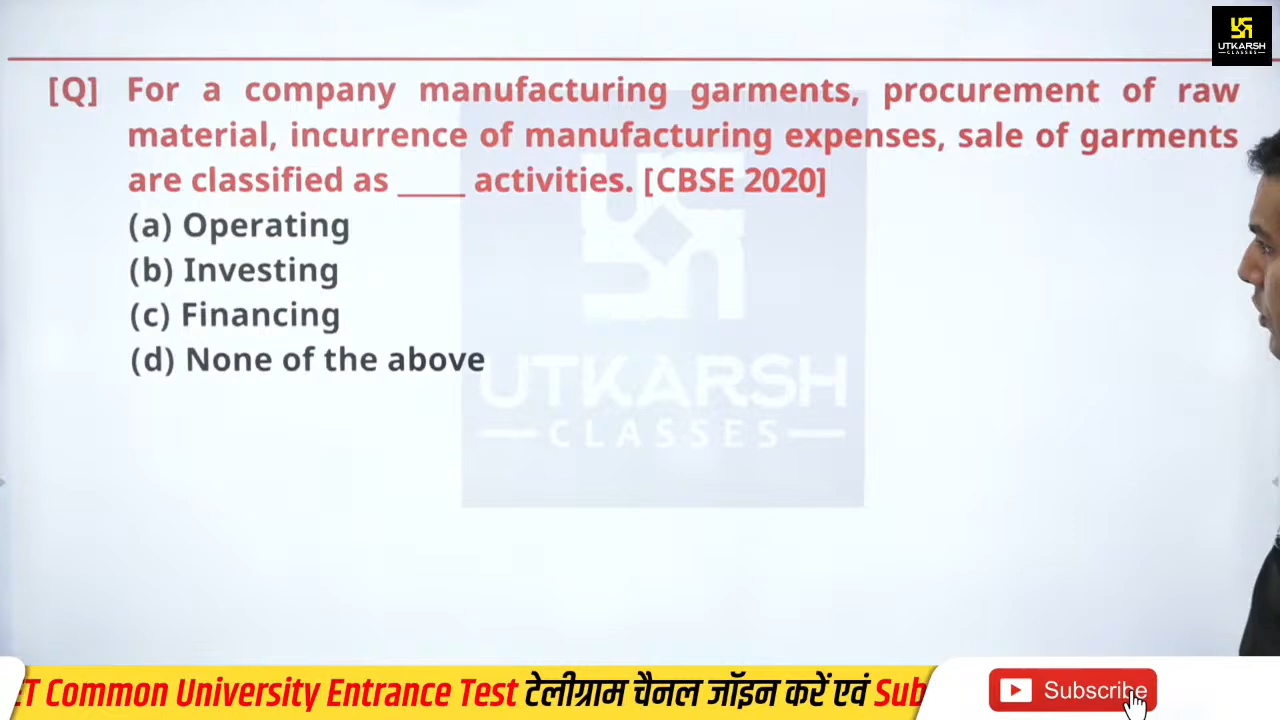 UTKARSH
CLASSES
[Q] For a company manufacturing garments, procurement of raw
material, incurrence of manufacturing expenses, sale of garments
are classified as ____ activities. [CBSE 2020]
(a) Operating
(b) Investing
(c) Financing
(d) None of the above
UTKARSH
CLASSES
ET Common University Entrance Test टेलीग्राम चैनल जॉइन करें एवं Sub
Subscribe